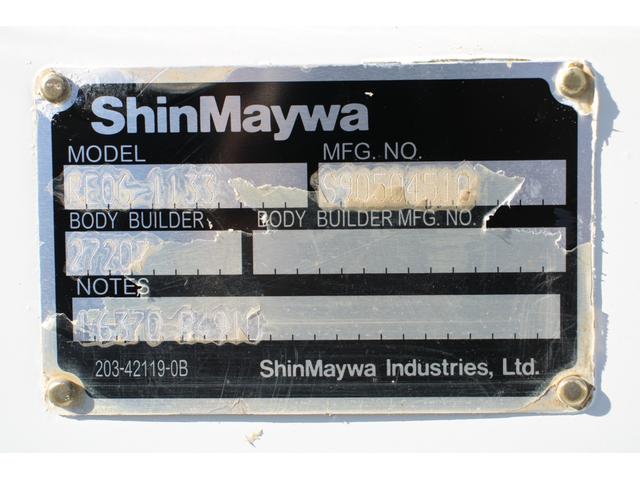 ShinMaywa
MODEL
MFG. NO.
BODY BUILDER
BODY BUILDER MFG. NO.
NOTES
203-42119-0B
ShinMaywa Industries, Ltd.